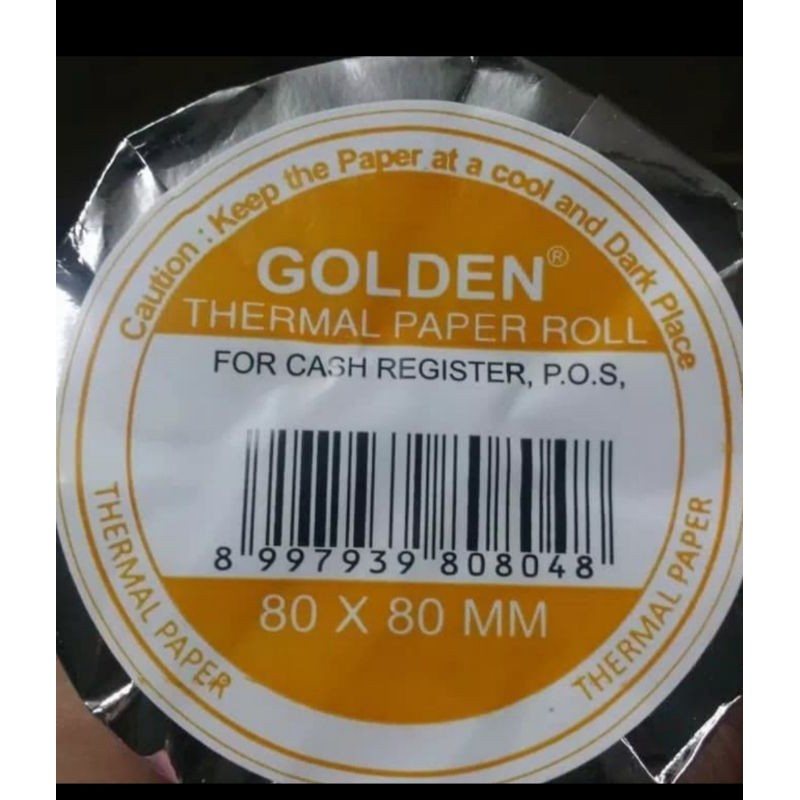 Caution : Keep the Paper at a cool and Dark Place
GOLDEN®
THERMAL PAPER ROLL
FOR CASH REGISTER, P.O.S,
8 997939 808048
80 X 80 MM
THERMAL PAPER
THERMAL PAPER